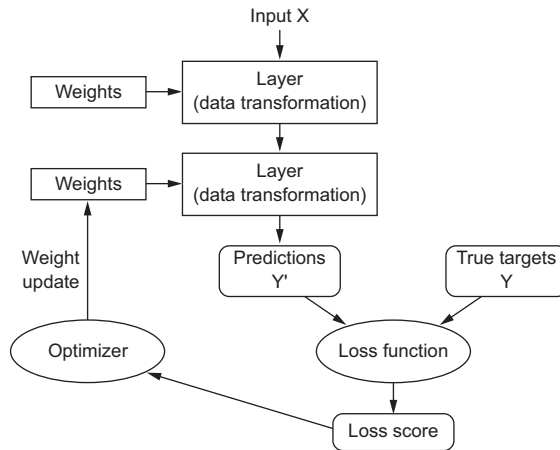 Input X
Layer
(data transformation)
Weights
Layer
(data transformation)
Weights
Predictions
Y'
True targets
Y
Weight
update
Optimizer
Loss function
Loss score